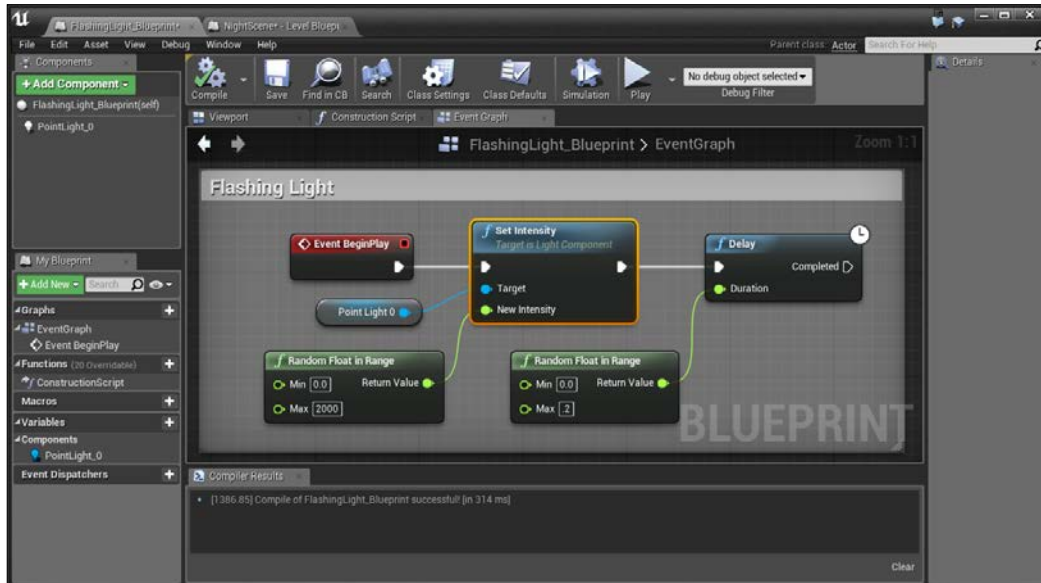 FlashingLight_Blueprint*
NightScene* - Level Bluepi
File Edit Asset View Debug Window Help
Parent class: Actor
Search For Help
Components
+Add Component
FlashingLight_Blueprint(self)
PointLight_0
Compile
Save
Find in CB
Search
Class Settings
Class Defaults
Simulation
Play
No debug object selected
Debug Filter
Details
Viewport
Construction Script
Event Graph
FlashingLight_Blueprint > EventGraph
Zoom 1:1
Flashing Light
Event BeginPlay
Set Intensity
Target is Light Component
Target
New Intensity
Delay
Completed
Duration
Point Light 0
Random Float in Range
Min 0.0 Return Value
Max 2000
Random Float in Range
Min 0.0 Return Value
Max .2
BLUEPRINT
My Blueprint
+Add New
Search
Graphs
EventGraph
Event BeginPlay
Functions (20 Overridable)
ConstructionScript
Macros
Variables
Components
PointLight_0
Event Dispatchers
Compiler Results
[1386.85] Compile of FlashingLight_Blueprint successful! [in 314 ms]
Clear